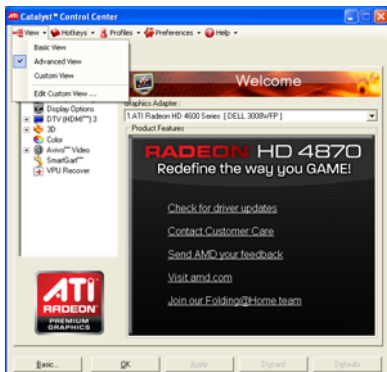 Catalyst™ Control Center
View Hotkeys Profiles Preferences Help
Basic View
Advanced View
Custom View
Edit Custom View ...
Welcome
Graphics Adapter:
1.ATI Radeon HD 4600 Series [ DELL 3008WFP ]
Product Features
Display Options
DTV (HDMI™) 3
3D
Color
Avivo™ Video
SmartGart™
VPU Recover
RADEON HD 4870
Redefine the way you GAME!
Check for driver updates
Contact Customer Care
Send AMD your feedback
Visit amd.com
Join our Folding@Home team
ATI
RADEON
PREMIUM
GRAPHICS
Basic...
OK
Apply
Discard
Defaults